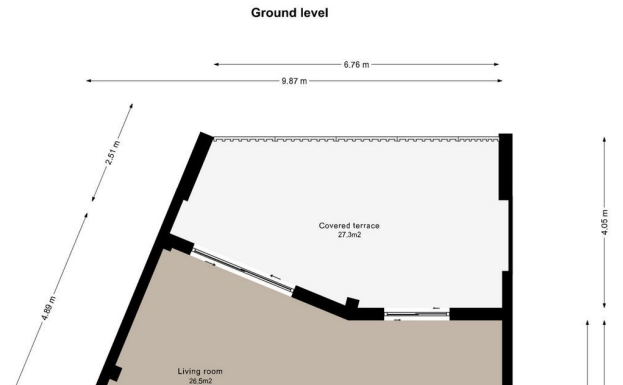 Ground level
6.76 m
9.87 m
2.51 m
Covered terrace
27.3m2
4.05 m
4.89 m
Living room
26.5m2